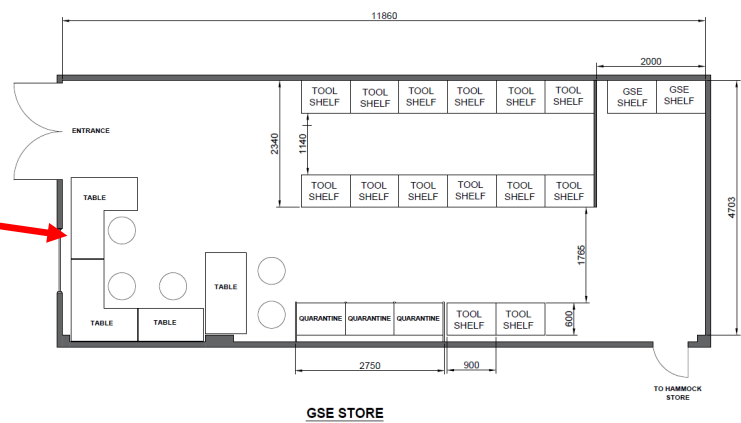 11860
2000
TOOL SHELF
TOOL SHELF
TOOL SHELF
TOOL SHELF
TOOL SHELF
TOOL SHELF
GSE SHELF
GSE SHELF
ENTRANCE
2340
1140
TOOL SHELF
TOOL SHELF
TOOL SHELF
TOOL SHELF
TOOL SHELF
TOOL SHELF
4703
TABLE
1765
TABLE
QUARANTINE
QUARANTINE
QUARANTINE
TOOL SHELF
TOOL SHELF
600
TABLE
TABLE
2750
900
TO HAMMOCK
STORE
GSE STORE